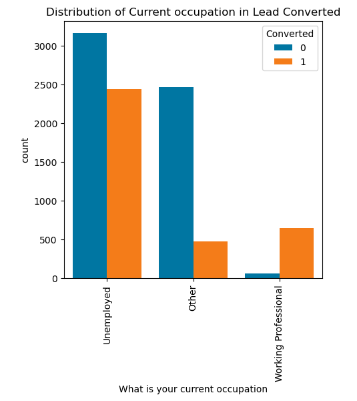 Distribution of Current occupation in Lead Converted
Converted
0
1
count
3000
2500
2000
1500
1000
500
0
Unemployed
Other
Working Professional
What is your current occupation